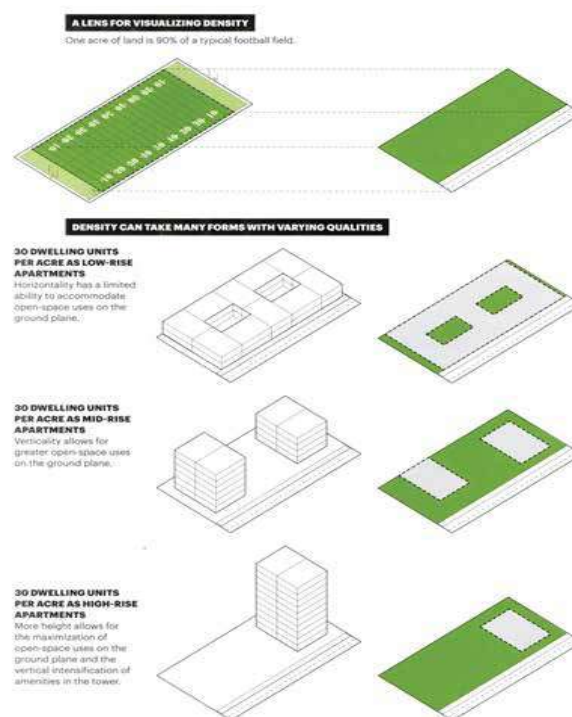 A LENS FOR VISUALIZING DENSITY
One acre of land is 90% of a typical football field.
DENSITY CAN TAKE MANY FORMS WITH VARYING QUALITIES
30 DWELLING UNITS
PER ACRE AS LOW-RISE
APARTMENTS
Horizontality has a limited
ability to accommodate
open-space uses on the
ground plane.
30 DWELLING UNITS
PER ACRE AS MID-RISE
APARTMENTS
Verticality allows for
greater open-space uses
on the ground plane.
30 DWELLING UNITS
PER ACRE AS HIGH-RISE
APARTMENTS
More height allows for
the maximization of
open-space uses on the
ground plane and the
vertical intensification of
amenities in the tower.